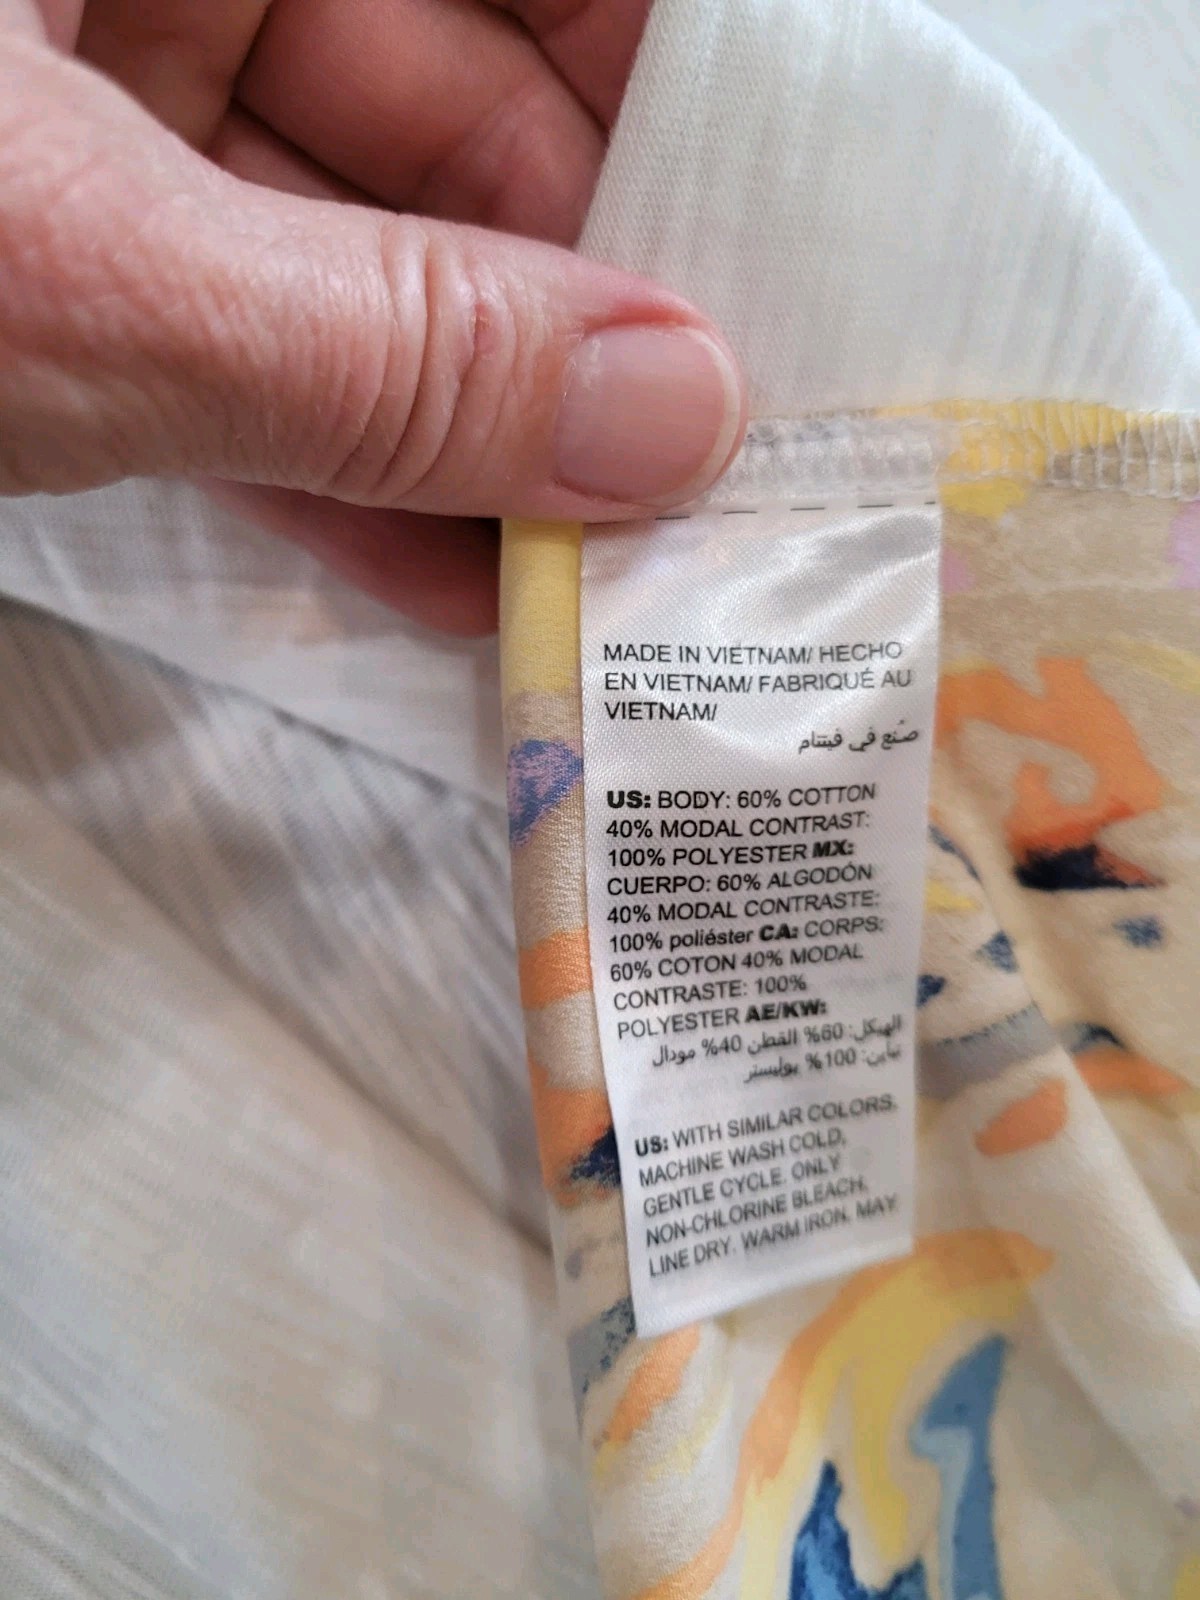 MADE IN VIETNAM/ HECHO
EN VIETNAM/ FABRIQUÉ AU
VIETNAM/
صُنع في فيتنام
US: BODY: 60% COTTON
40% MODAL CONTRAST:
100% POLYESTER MX:
CUERPO: 60% ALGODÓN
40% MODAL CONTRASTE:
100% poliéster CA: CORPS:
60% COTON 40% MODAL
CONTRASTE: 100%
POLYESTER AE/KW:
الهيكل: 60% القطن 40% مودال
تباين: 100% بوليستر
US: WITH SIMILAR COLORS.
MACHINE WASH COLD,
GENTLE CYCLE. ONLY
NON-CHLORINE BLEACH.
LINE DRY. WARM IRON. MAY